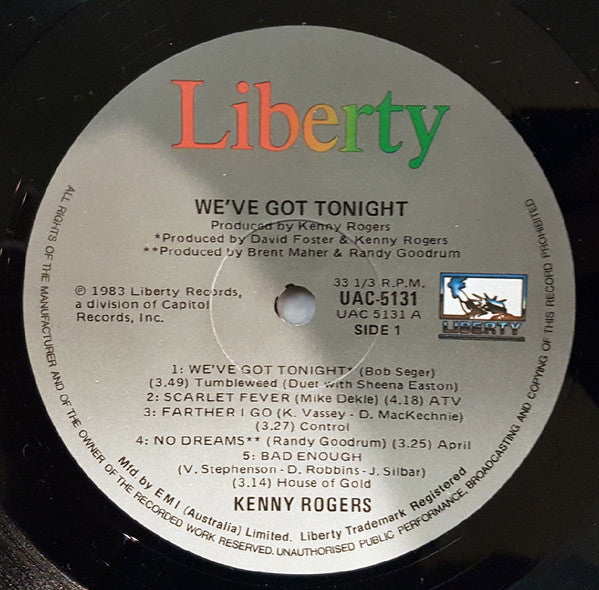 Liberty
WE'VE GOT TONIGHT
Produced by Kenny Rogers
*Produced by David Foster & Kenny Rogers
**Produced by Brent Maher & Randy Goodrum
℗ 1983 Liberty Records,
a division of Capitol
Records, Inc.
33 1/3 R.P.M.
UAC-5131
UAC 5131 A
SIDE 1
LIBERTY
1: WE'VE GOT TONIGHT* (Bob Seger)
(3.49) Tumbleweed (Duet with Sheena Easton)
2: SCARLET FEVER (Mike Dekle) (4.18) ATV
3: FARTHER I GO (K. Vassey - D. MacKechnie)
(3.27) Control
4: NO DREAMS** (Randy Goodrum) (3.25) April
5: BAD ENOUGH
(V. Stephenson - D. Robbins - J. Silbar)
(3.14) House of Gold
KENNY ROGERS
Mfd by EMI (Australia) Limited. Liberty Trademark Registered
ALL RIGHTS OF THE MANUFACTURER AND OF THE OWNER OF THE RECORDED WORK RESERVED. UNAUTHORISED PUBLIC PERFORMANCE, BROADCASTING AND COPYING OF THIS RECORD PROHIBITED